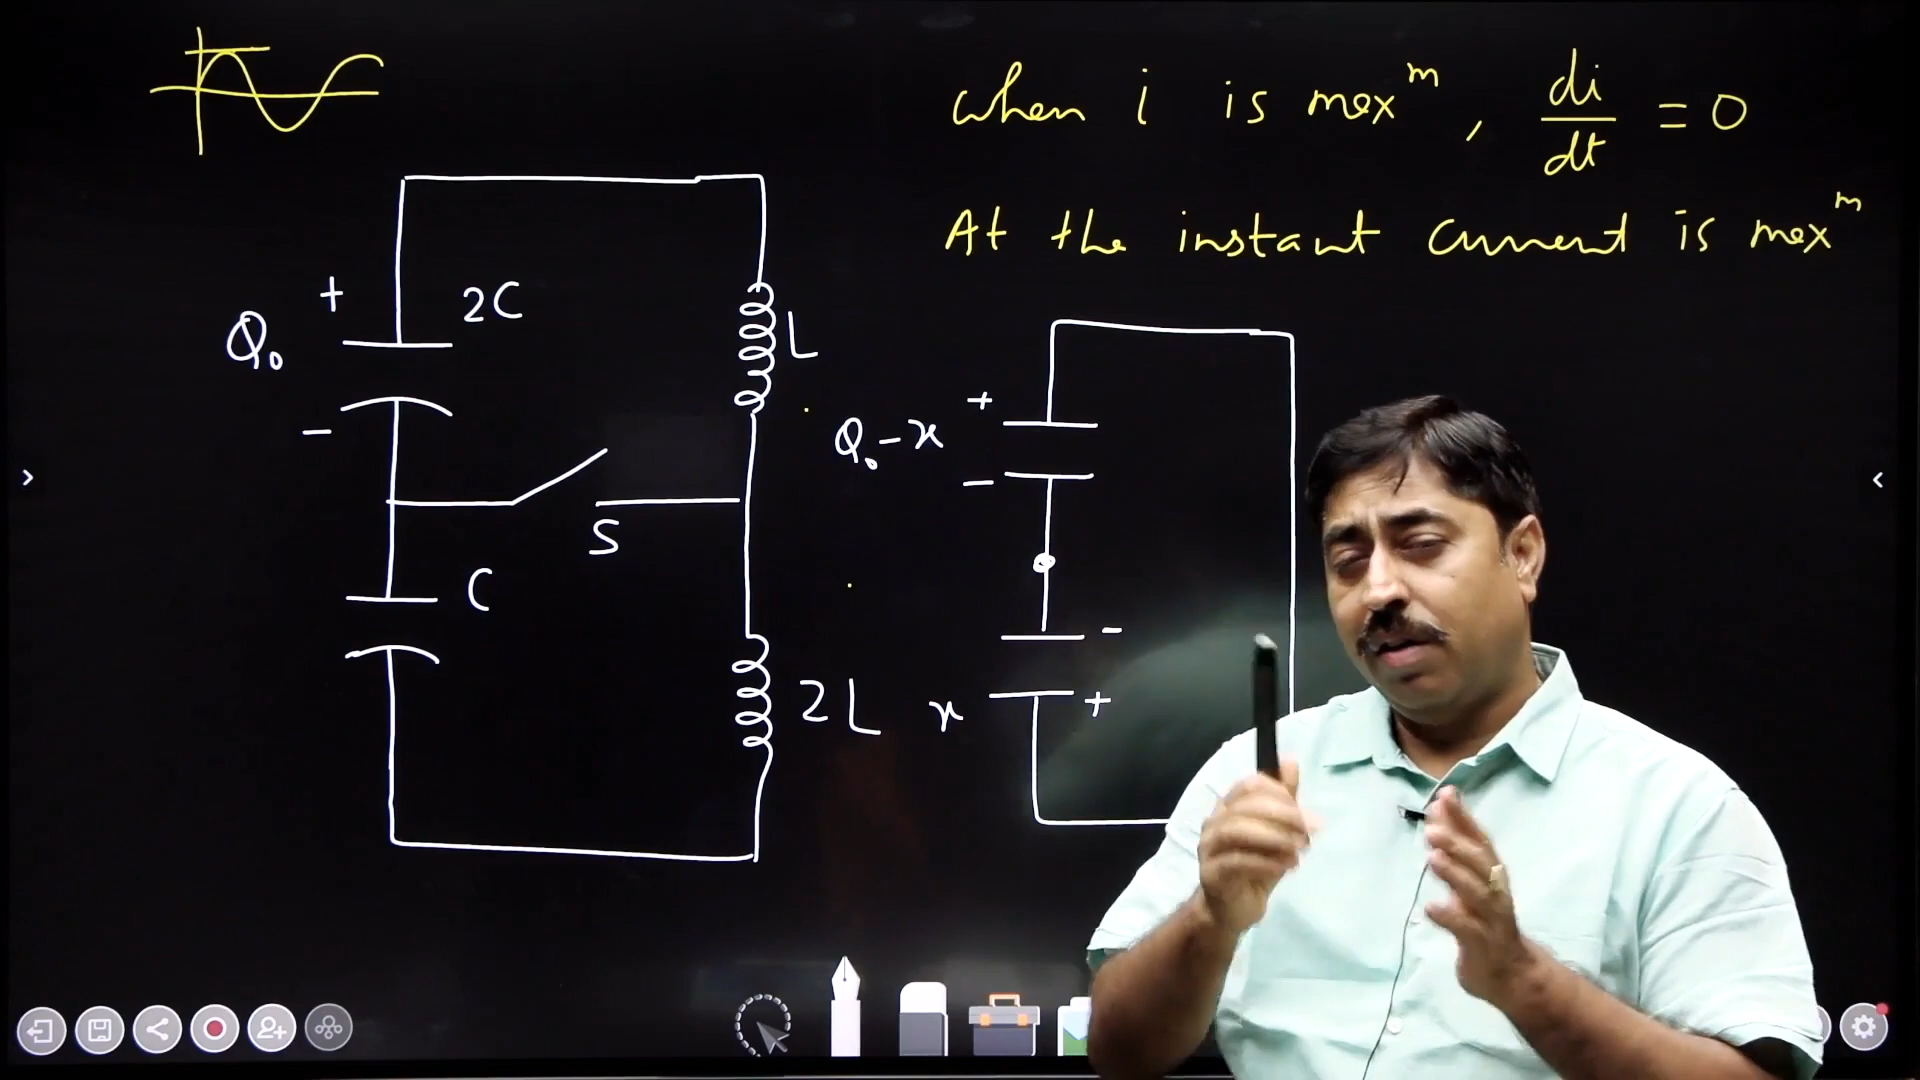 when i is max^m, di/dt = 0
At the instant current is max^m
+
2C
Q₀
-
L
S
C
2L
+
Q₀-x
-
-
x
+